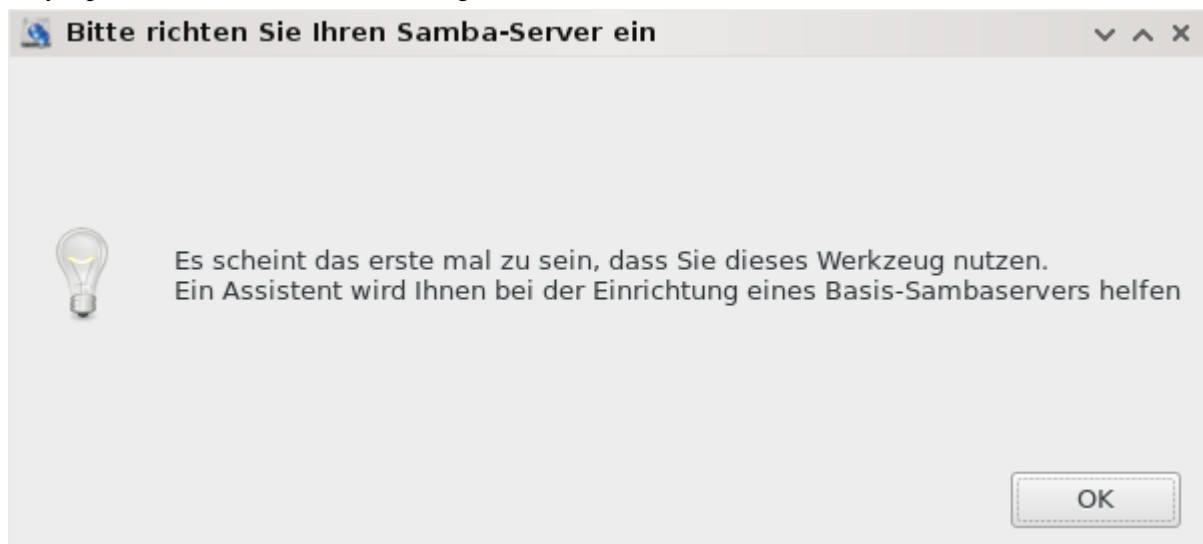 Bitte richten Sie Ihren Samba-Server ein
Es scheint das erste mal zu sein, dass Sie dieses Werkzeug nutzen.
Ein Assistent wird Ihnen bei der Einrichtung eines Basis-Sambaservers helfen
OK